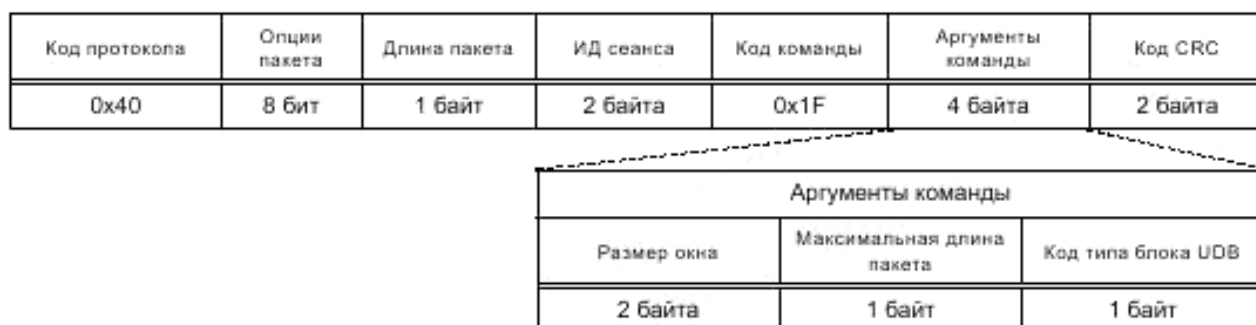 Код протокола
Опции
пакета
Длина пакета
ИД сеанса
Код команды
Аргументы
команды
Код CRC
0x40
8 бит
1 байт
2 байта
0x1F
4 байта
2 байта
Аргументы команды
Размер окна
Максимальная длина
пакета
Код типа блока UDB
2 байта
1 байт
1 байт